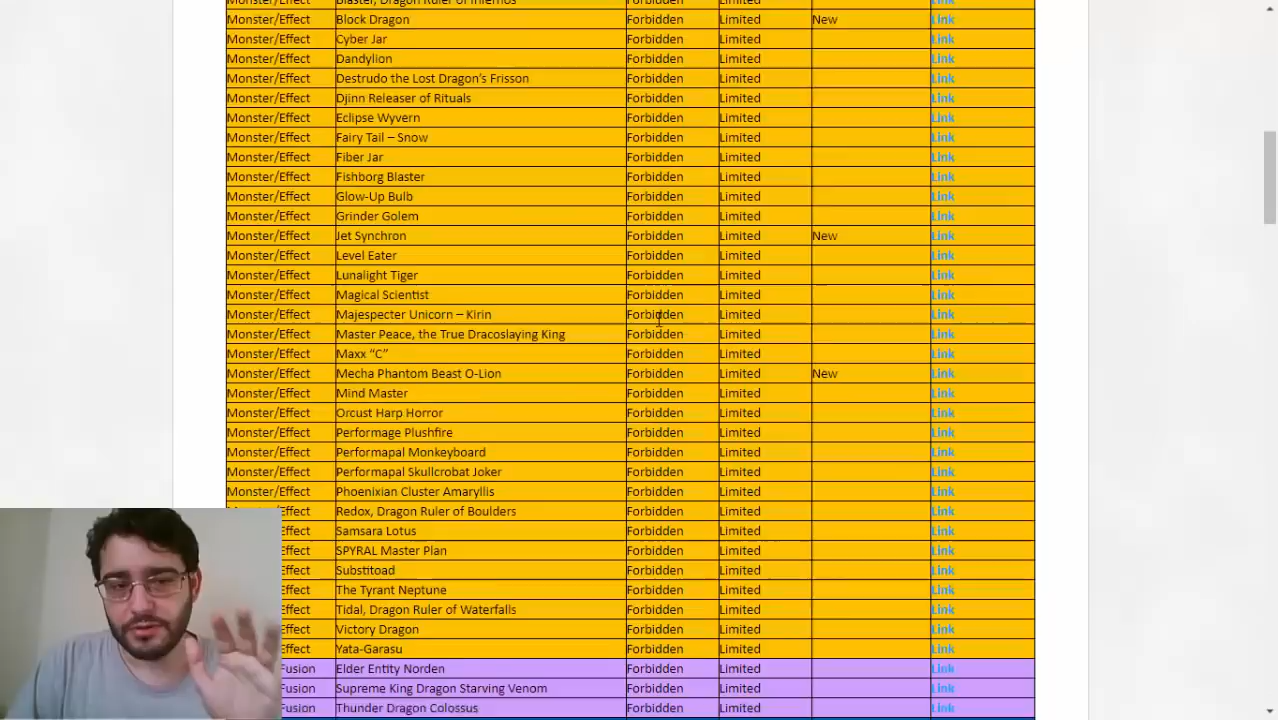 Monster/Effect Blaster, Dragon Ruler of Infernos Forbidden Limited Link
Monster/Effect Block Dragon Forbidden Limited New Link
Monster/Effect Cyber Jar Forbidden Limited Link
Monster/Effect Dandylion Forbidden Limited Link
Monster/Effect Destrudo the Lost Dragon's Frisson Forbidden Limited Link
Monster/Effect Djinn Releaser of Rituals Forbidden Limited Link
Monster/Effect Eclipse Wyvern Forbidden Limited Link
Monster/Effect Fairy Tail – Snow Forbidden Limited Link
Monster/Effect Fiber Jar Forbidden Limited Link
Monster/Effect Fishborg Blaster Forbidden Limited Link
Monster/Effect Glow-Up Bulb Forbidden Limited Link
Monster/Effect Grinder Golem Forbidden Limited Link
Monster/Effect Jet Synchron Forbidden Limited New Link
Monster/Effect Level Eater Forbidden Limited Link
Monster/Effect Lunalight Tiger Forbidden Limited Link
Monster/Effect Magical Scientist Forbidden Limited Link
Monster/Effect Majespecter Unicorn – Kirin Forbidden Limited Link
Monster/Effect Master Peace, the True Dracoslaying King Forbidden Limited Link
Monster/Effect Maxx “C” Forbidden Limited Link
Monster/Effect Mecha Phantom Beast O-Lion Forbidden Limited New Link
Monster/Effect Mind Master Forbidden Limited Link
Monster/Effect Orcust Harp Horror Forbidden Limited Link
Monster/Effect Performage Plushfire Forbidden Limited Link
Monster/Effect Performapal Monkeyboard Forbidden Limited Link
Monster/Effect Performapal Skullcrobat Joker Forbidden Limited Link
Monster/Effect Phoenixian Cluster Amaryllis Forbidden Limited Link
Redox, Dragon Ruler of Boulders Forbidden Limited Link
Effect Samsara Lotus Forbidden Limited Link
Effect SPYRAL Master Plan Forbidden Limited Link
Effect Substitoad Forbidden Limited Link
Effect The Tyrant Neptune Forbidden Limited Link
Effect Tidal, Dragon Ruler of Waterfalls Forbidden Limited Link
Effect Victory Dragon Forbidden Limited Link
Effect Yata-Garasu Forbidden Limited Link
Fusion Elder Entity Norden Forbidden Limited Link
Fusion Supreme King Dragon Starving Venom Forbidden Limited Link
Fusion Thunder Dragon Colossus Forbidden Limited Link